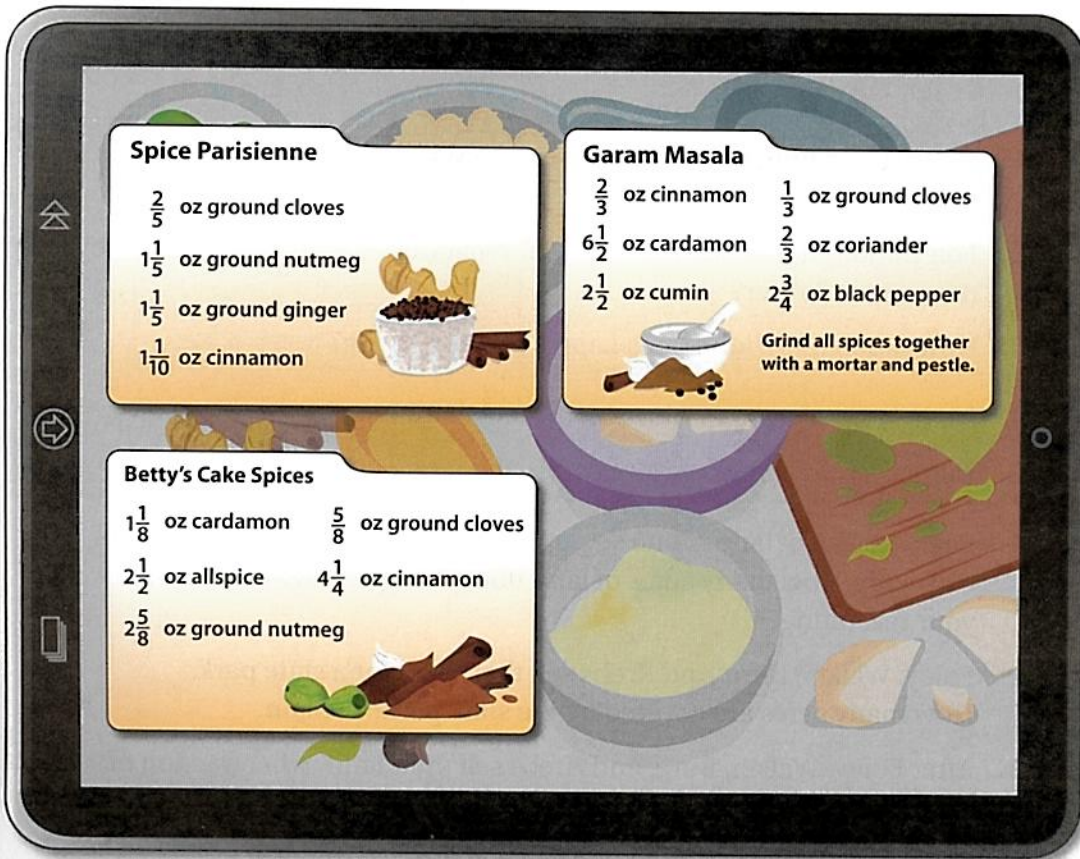 Spice Parisienne
2/5 oz ground cloves
1 1/5 oz ground nutmeg
1 1/5 oz ground ginger
1 1/10 oz cinnamon
Garam Masala
2/3 oz cinnamon
1/3 oz ground cloves
6 1/2 oz cardamon
2/3 oz coriander
2 1/2 oz cumin
2 3/4 oz black pepper
Grind all spices together
with a mortar and pestle.
Betty's Cake Spices
1 1/8 oz cardamon
5/8 oz ground cloves
2 1/2 oz allspice
4 1/4 oz cinnamon
2 5/8 oz ground nutmeg